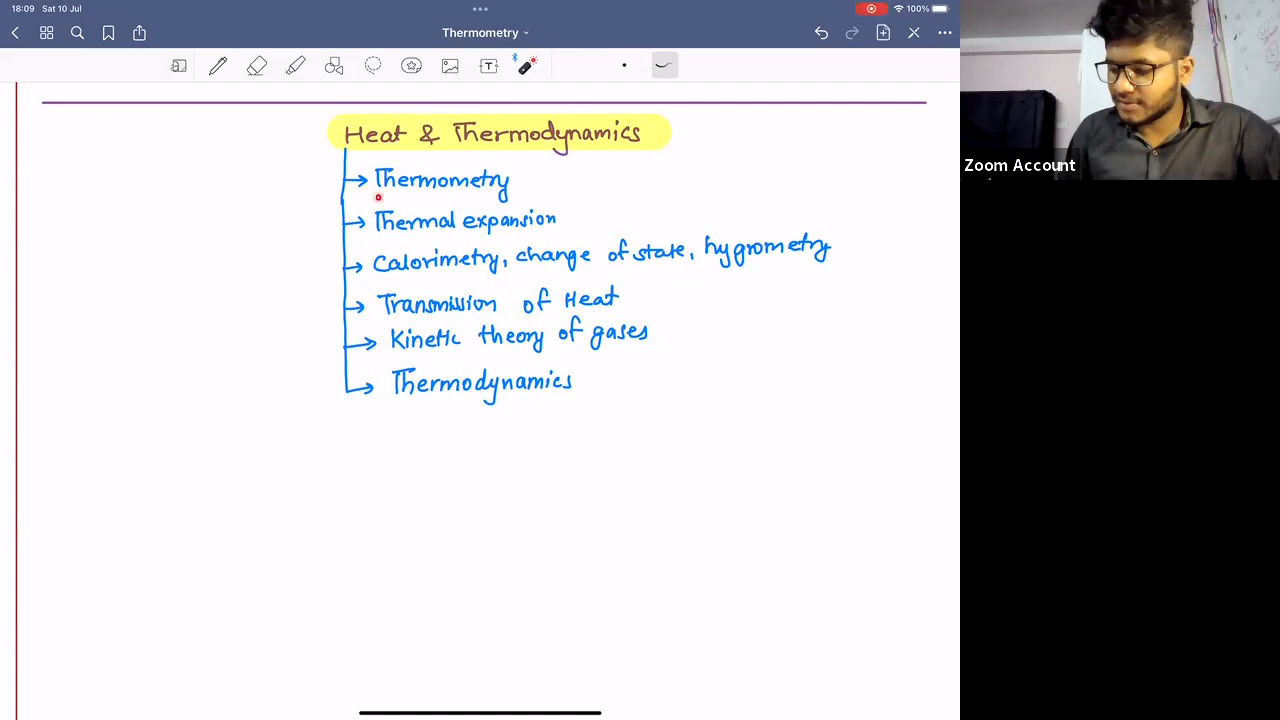 18:09 Sat 10 Jul
100%
Thermometry
T
Heat & Thermodynamics
Thermometry
Thermal expansion
Calorimetry, change of state, hygrometry
Transmission of Heat
Kinetic theory of gases
Thermodynamics
Zoom Account